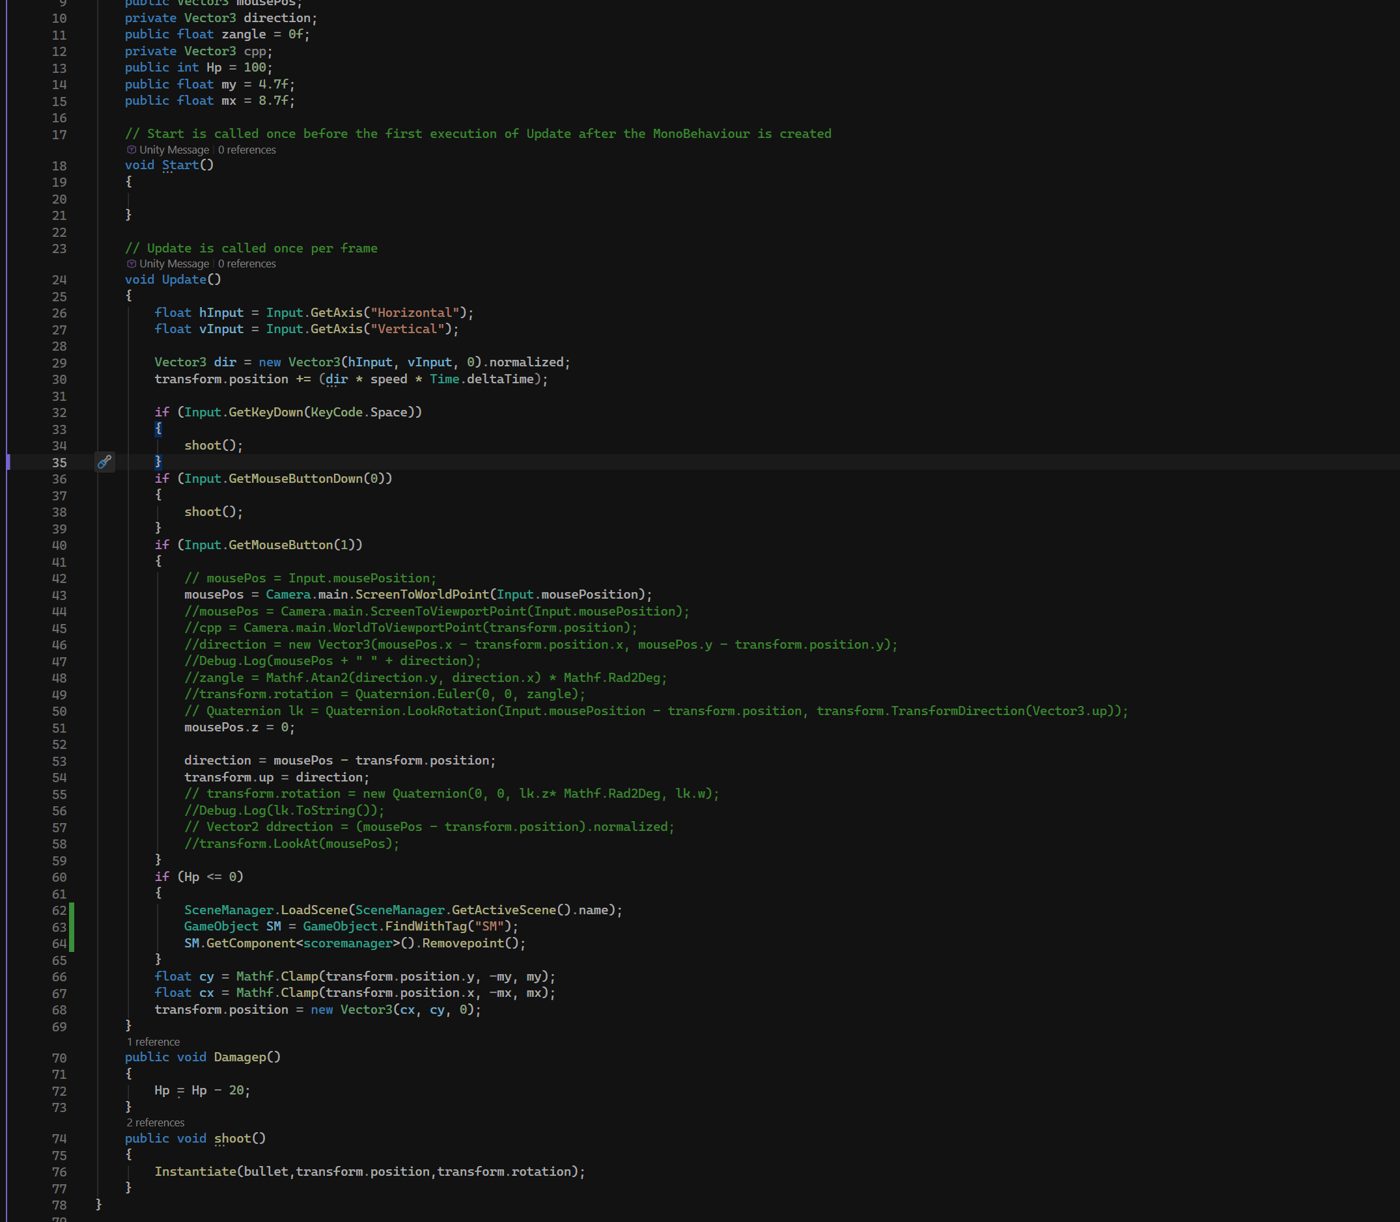 9 public Vector3 mousePos;
10 private Vector3 direction;
11 public float zangle = 0f;
12 private Vector3 cpp;
13 public int Hp = 100;
14 public float my = 4.7f;
15 public float mx = 8.7f;
16
17 // Start is called once before the first execution of Update after the MonoBehaviour is created
Unity Message | 0 references
18 void Start()
19 {
20
21 }
22
23 // Update is called once per frame
Unity Message | 0 references
24 void Update()
25 {
26 float hInput = Input.GetAxis("Horizontal");
27 float vInput = Input.GetAxis("Vertical");
28
29 Vector3 dir = new Vector3(hInput, vInput, 0).normalized;
30 transform.position += (dir * speed * Time.deltaTime);
31
32 if (Input.GetKeyDown(KeyCode.Space))
33 {
34 shoot();
35 }
36 if (Input.GetMouseButtonDown(0))
37 {
38 shoot();
39 }
40 if (Input.GetMouseButton(1))
41 {
42 // mousePos = Input.mousePosition;
43 mousePos = Camera.main.ScreenToWorldPoint(Input.mousePosition);
44 //mousePos = Camera.main.ScreenToViewportPoint(Input.mousePosition);
45 //cpp = Camera.main.WorldToViewportPoint(transform.position);
46 //direction = new Vector3(mousePos.x - transform.position.x, mousePos.y - transform.position.y);
47 //Debug.Log(mousePos + " " + direction);
48 //zangle = Mathf.Atan2(direction.y, direction.x) * Mathf.Rad2Deg;
49 //transform.rotation = Quaternion.Euler(0, 0, zangle);
50 // Quaternion lk = Quaternion.LookRotation(Input.mousePosition - transform.position, transform.TransformDirection(Vector3.up));
51 mousePos.z = 0;
52
53 direction = mousePos - transform.position;
54 transform.up = direction;
55 // transform.rotation = new Quaternion(0, 0, lk.z* Mathf.Rad2Deg, lk.w);
56 //Debug.Log(lk.ToString());
57 // Vector2 ddrection = (mousePos - transform.position).normalized;
58 //transform.LookAt(mousePos);
59 }
60 if (Hp <= 0)
61 {
62 SceneManager.LoadScene(SceneManager.GetActiveScene().name);
63 GameObject SM = GameObject.FindWithTag("SM");
64 SM.GetComponent<scoremanager>().Removepoint();
65 }
66 float cy = Mathf.Clamp(transform.position.y, -my, my);
67 float cx = Mathf.Clamp(transform.position.x, -mx, mx);
68 transform.position = new Vector3(cx, cy, 0);
69 }
1 reference
70 public void Damagep()
71 {
72 Hp = Hp - 20;
73 }
2 references
74 public void shoot()
75 {
76 Instantiate(bullet,transform.position,transform.rotation);
77 }
78 }
79